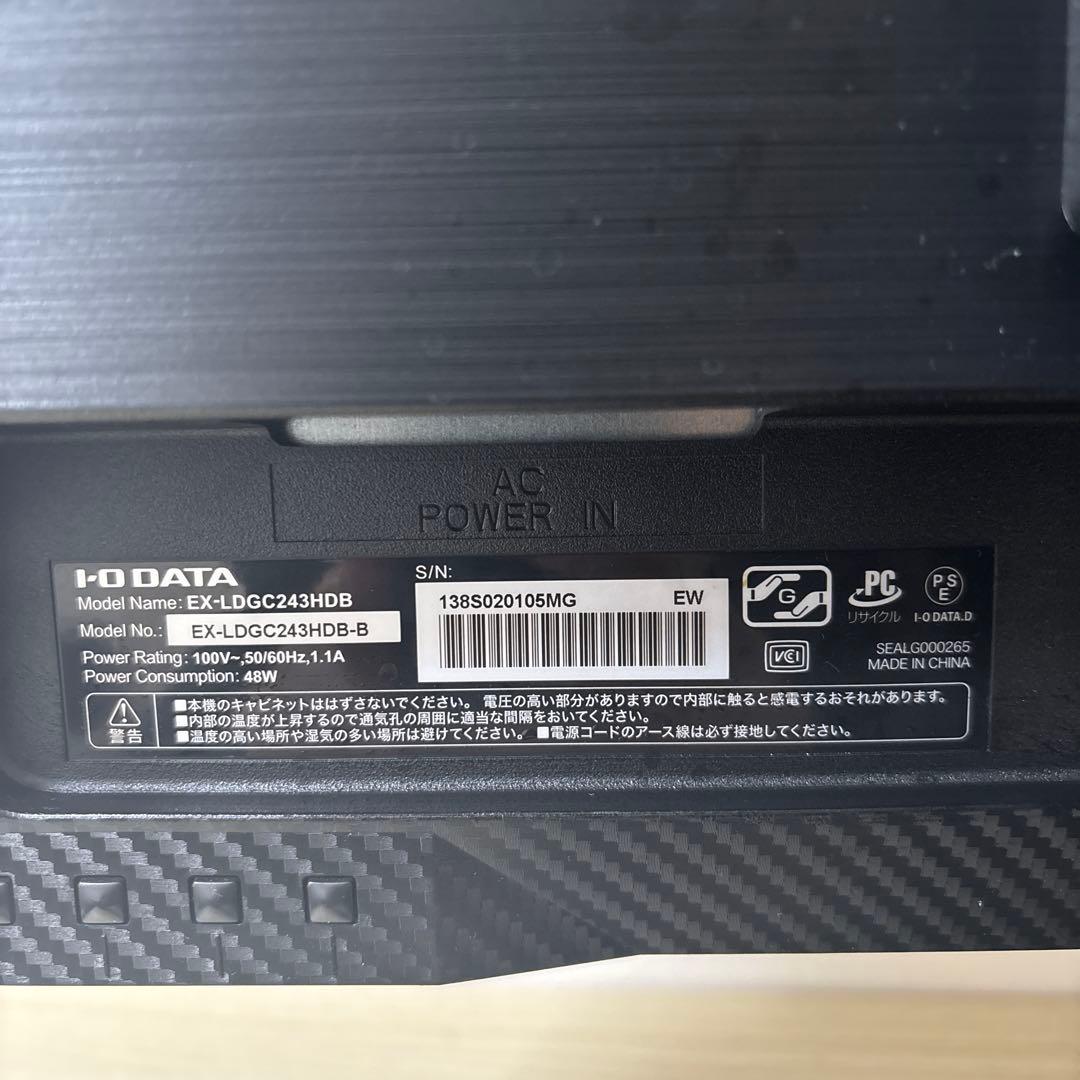 AC
POWER IN
I-O DATA
Model Name: EX-LDGC243HDB
Model No.: EX-LDGC243HDB-B
Power Rating: 100V~,50/60Hz,1.1A
Power Consumption: 48W
S/N:
138S020105MG EW
G
VCI
PC
リサイクル
PS
E
I-O DATA.D
SEALG000265
MADE IN CHINA
警告
■本機のキャビネットははずさないでください。 電圧の高い部分がありますので内部に触ると感電するおそれがあります。
■内部の温度が上昇するので通気孔の周囲に適当な間隔をおいてください。
■温度の高い場所や湿気の多い場所は避けてください。 ■電源コードのアース線は必ず接地してください。